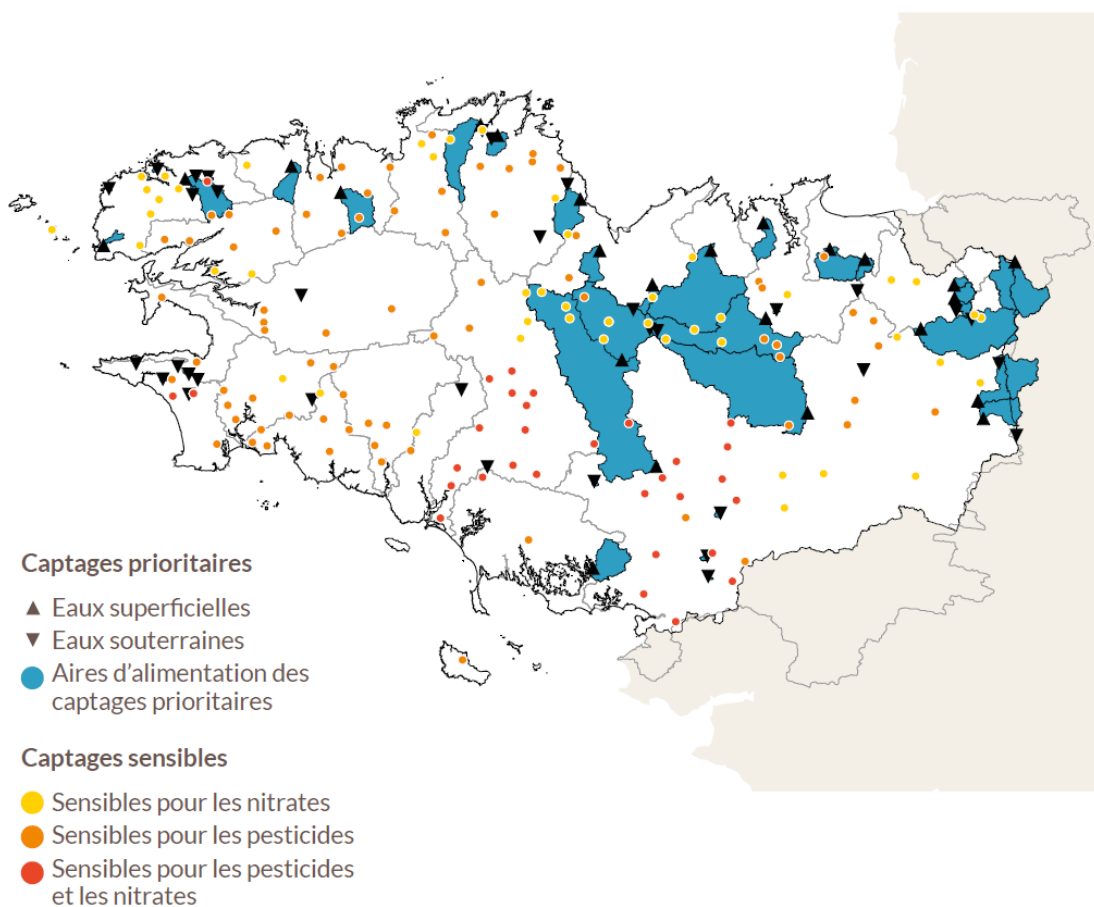 Captages prioritaires
Eaux superficielles
Eaux souterraines
Aires d’alimentation des
captages prioritaires
Captages sensibles
Sensibles pour les nitrates
Sensibles pour les pesticides
Sensibles pour les pesticides
et les nitrates